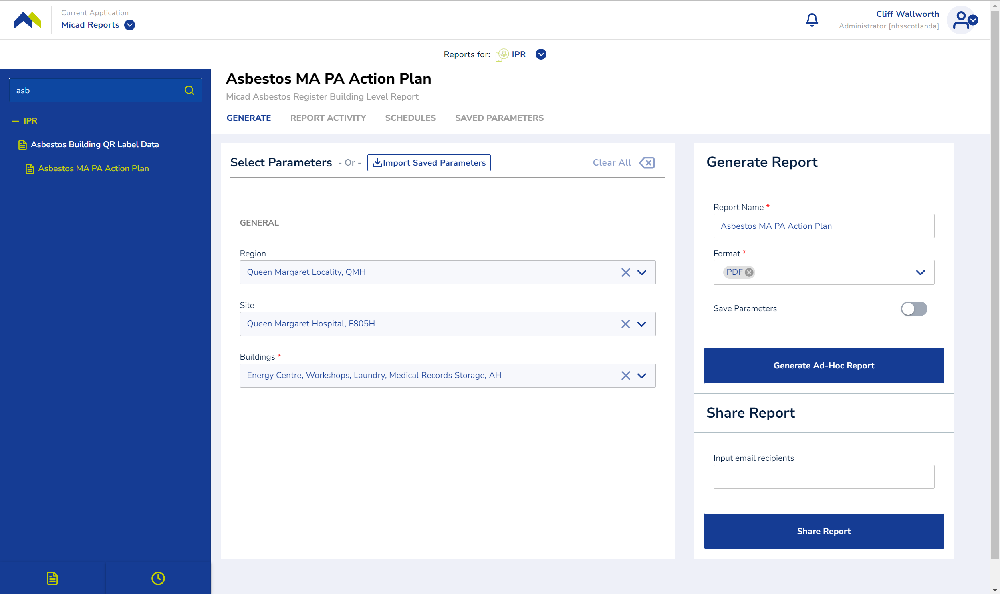 Current Application
Micad Reports
Cliff Wallworth
Administrator [nhsscotlanda]
Reports for: IPR
asb
IPR
Asbestos Building QR Label Data
Asbestos MA PA Action Plan
Asbestos MA PA Action Plan
Micad Asbestos Register Building Level Report
GENERATE REPORT ACTIVITY SCHEDULES SAVED PARAMETERS
Select Parameters - Or - Import Saved Parameters Clear All
GENERAL
Region
Queen Margaret Locality, QMH
Site
Queen Margaret Hospital, F805H
Buildings *
Energy Centre, Workshops, Laundry, Medical Records Storage, AH
Generate Report
Report Name *
Asbestos MA PA Action Plan
Format *
PDF
Save Parameters
Generate Ad-Hoc Report
Share Report
Input email recipients
Share Report